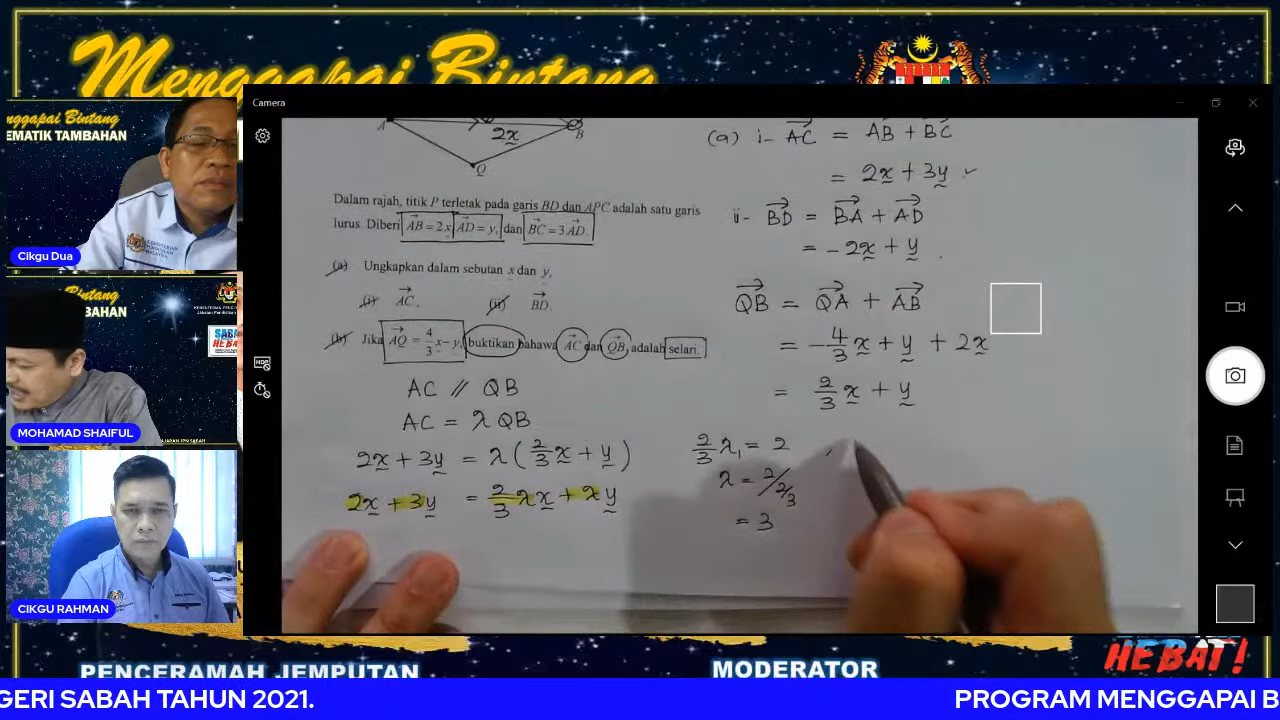 Menggapai Bintang
nggapai Bintang
EMATIK TAMBAHAN
Cikgu Dua
Bintang
MOHAMAD SHAIFUL
CIKGU RAHMAN
Camera
A
2x
B
Q
Dalam rajah, titik P terletak pada garis BD dan APC adalah satu garis
lurus. Diberi AB = 2x, AD = y, dan BC = 3AD.
(a) Ungkapkan dalam sebutan x dan y,
(i) AC, (ii) BD.
(b) Jika AQ = 4/3 x − y, buktikan bahawa AC dan QB, adalah selari.
AC // QB
AC = λ QB
2x + 3y = λ ( 2/3 x + y )
2x + 3y = 2/3 λx + λy
(a) i- AC = AB + BC
= 2x + 3y ✓
ii- BD = BA + AD
= -2x + y .
QB = QA + AB
= -4/3 x + y + 2x
= 2/3 x + y
2/3 λ, = 2 ,
λ = 2/2/3
= 3
PENCERAMAH JEMPUTAN
MODERATOR
HEBAT!
GERI SABAH TAHUN 2021.
PROGRAM MENGGAPAI B